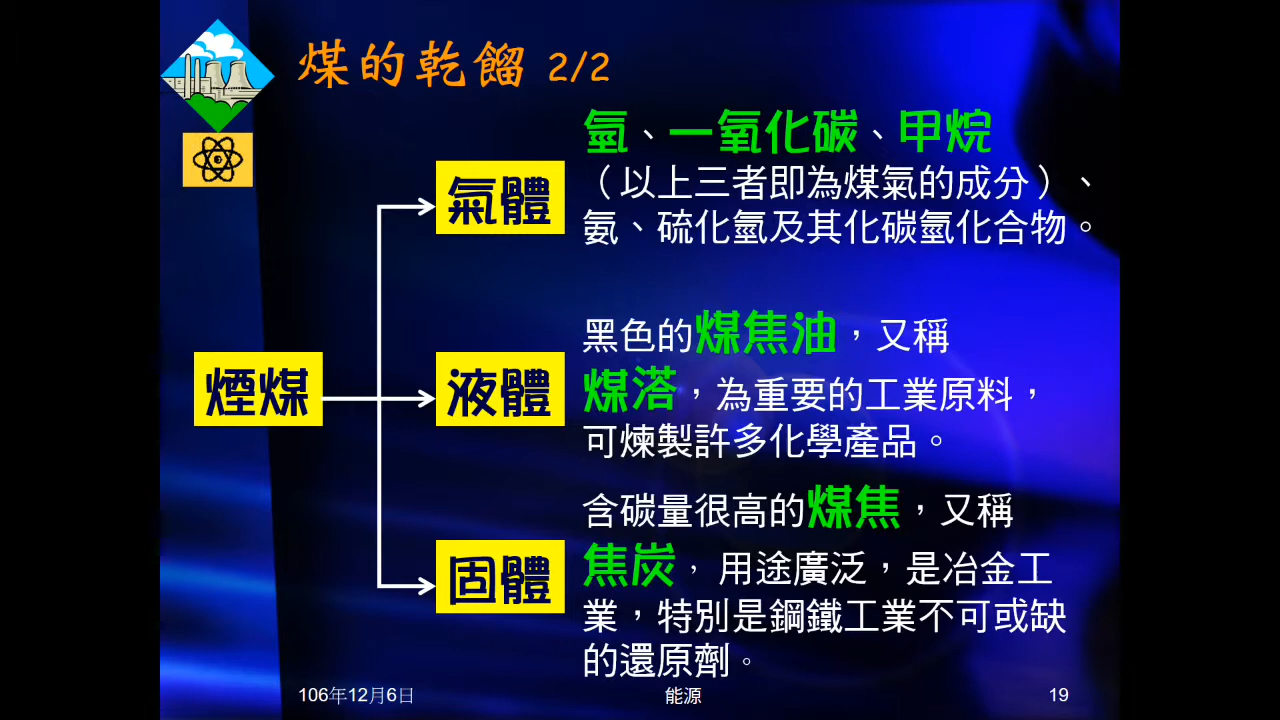 煤的乾餾 2/2
氫、一氧化碳、甲烷
（以上三者即為煤氣的成分）、
氨、硫化氫及其化碳氫化合物。
氣體
黑色的煤焦油，又稱
煤溚，為重要的工業原料，
可煉製許多化學產品。
煙煤
液體
含碳量很高的煤焦，又稱
焦炭， 用途廣泛，是冶金工
業，特別是鋼鐵工業不可或缺
的還原劑。
固體
106年12月6日
能源
19